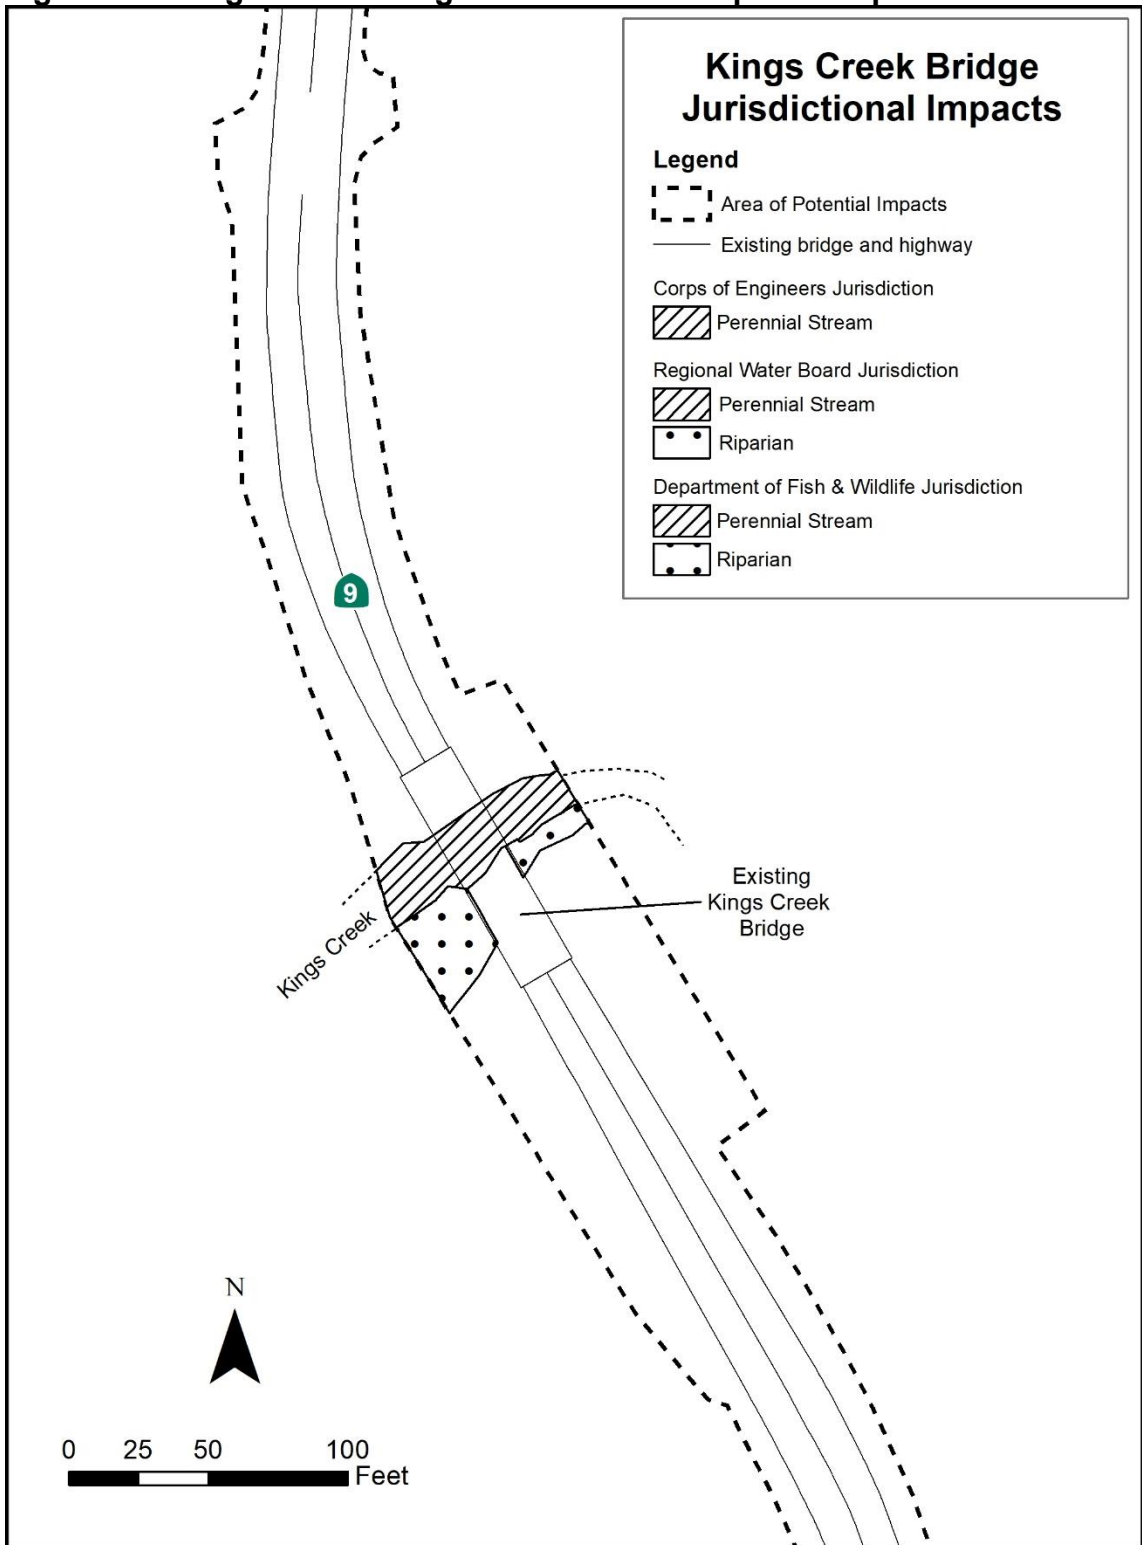 Kings Creek Bridge
Jurisdictional Impacts
Legend
Area of Potential Impacts
Existing bridge and highway
Corps of Engineers Jurisdiction
Perennial Stream
Regional Water Board Jurisdiction
Perennial Stream
Riparian
Department of Fish & Wildlife Jurisdiction
Perennial Stream
Riparian
9
Existing
Kings Creek
Bridge
Kings Creek
N
0 25 50 100
Feet